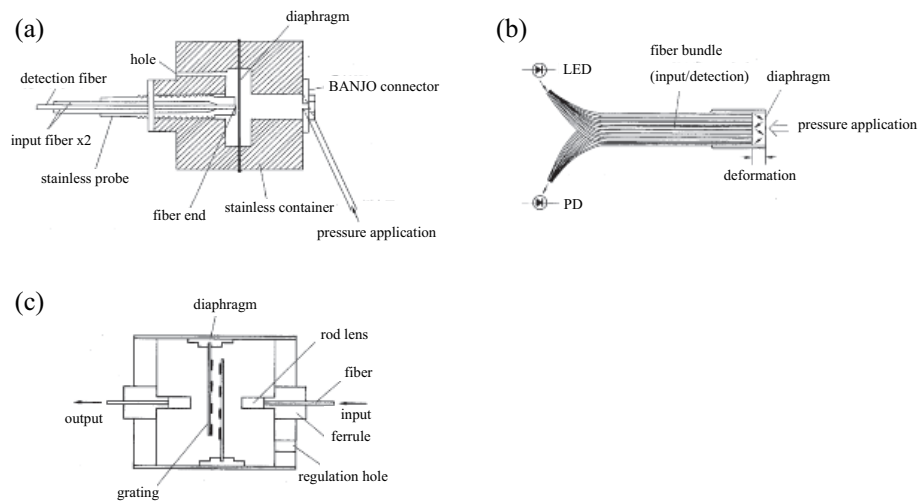 (a)
diaphragm
hole
detection fiber
BANJO connector
input fiber x2
stainless probe
fiber end
stainless container
pressure application
(b)
LED
fiber bundle
(input/detection)
diaphragm
pressure application
deformation
PD
(c)
diaphragm
rod lens
fiber
output
input
ferrule
regulation hole
grating